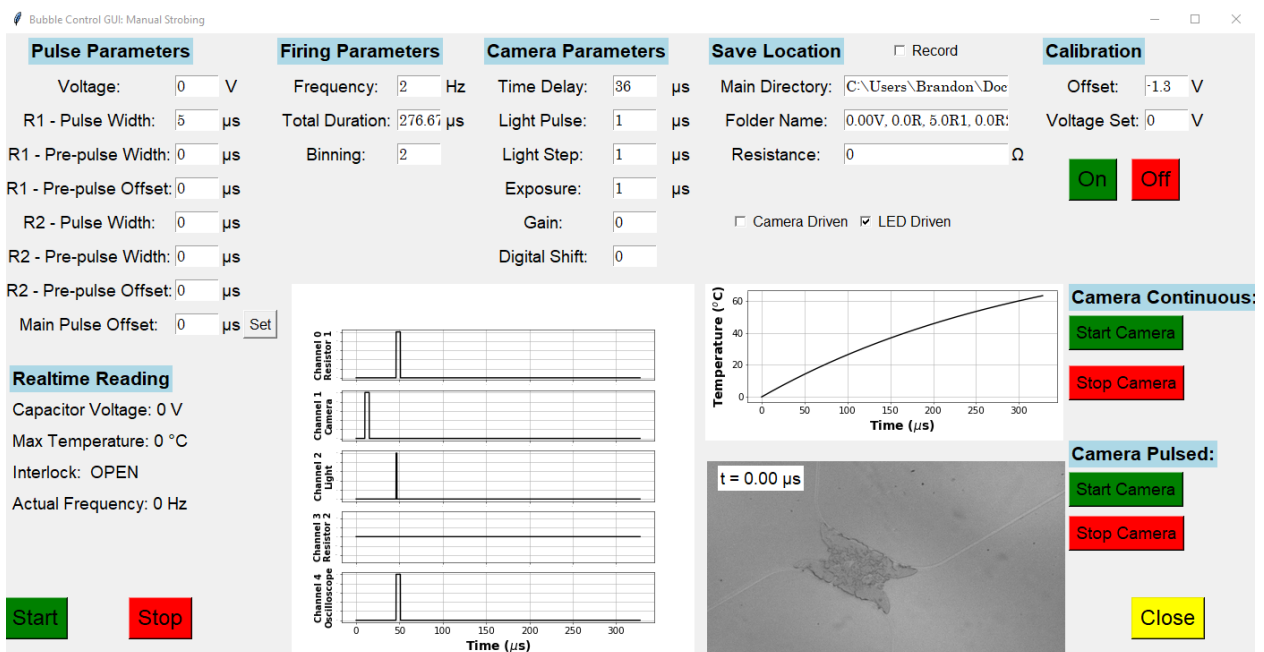 Bubble Control GUI: Manual Strobing
Pulse Parameters
Voltage: 0 V
R1 - Pulse Width: 5 µs
R1 - Pre-pulse Width: 0 µs
R1 - Pre-pulse Offset: 0 µs
R2 - Pulse Width: 0 µs
R2 - Pre-pulse Width: 0 µs
R2 - Pre-pulse Offset: 0 µs
Main Pulse Offset: 0 µs Set
Firing Parameters
Frequency: 2 Hz
Total Duration: 276.67 µs
Binning: 2
Camera Parameters
Time Delay: 36 µs
Light Pulse: 1 µs
Light Step: 1 µs
Exposure: 1 µs
Gain: 0
Digital Shift: 0
Save Location
Record
Main Directory: C:\Users\Brandon\Doc
Folder Name: 0.00V, 0.0R, 5.0R1, 0.0R
Resistance: 0 Ω
Camera Driven LED Driven
Calibration
Offset: -1.3 V
Voltage Set: 0 V
On Off
Realtime Reading
Capacitor Voltage: 0 V
Max Temperature: 0 °C
Interlock: OPEN
Actual Frequency: 0 Hz
Start Stop
Channel 0
Resistor 1
Channel 1
Camera
Channel 2
Light
Channel 3
Resistor 2
Channel 4
Oscilloscope
0 50 100 150 200 250 300
Time (µs)
Temperature (°C)
60
40
20
0
0 50 100 150 200 250 300
Time (µs)
t = 0.00 µs
Camera Continuous:
Start Camera
Stop Camera
Camera Pulsed:
Start Camera
Stop Camera
Close